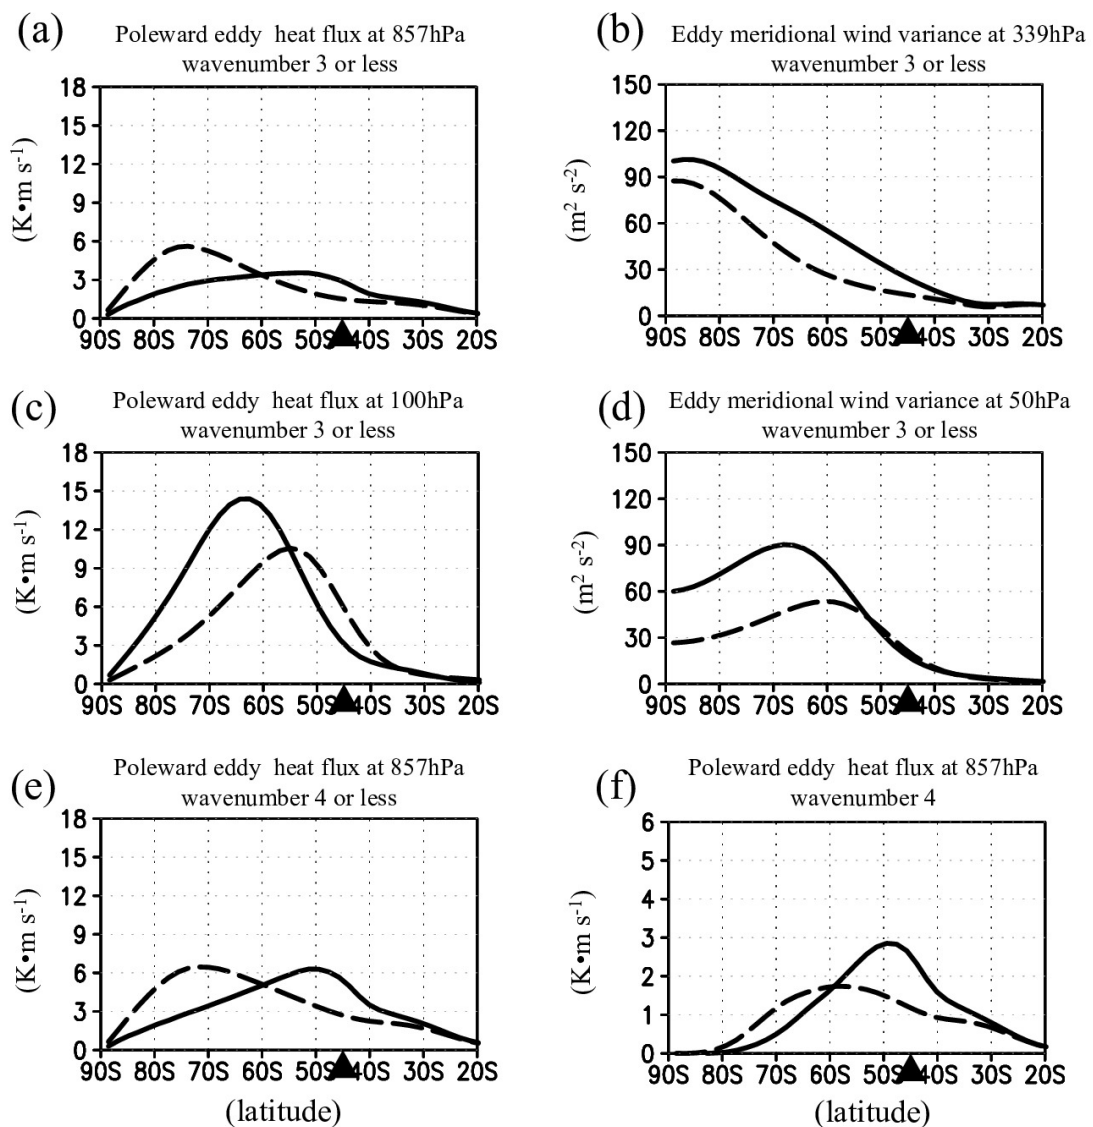 (a)
Poleward eddy heat flux at 857hPa
wavenumber 3 or less
(K•m s-1)
18
15
12
9
6
3
0
90S 80S 70S 60S 50S 40S 30S 20S
(b)
Eddy meridional wind variance at 339hPa
wavenumber 3 or less
(m2 s-2)
150
120
90
60
30
0
90S 80S 70S 60S 50S 40S 30S 20S
(c)
Poleward eddy heat flux at 100hPa
wavenumber 3 or less
(K•m s-1)
18
15
12
9
6
3
0
90S 80S 70S 60S 50S 40S 30S 20S
(d)
Eddy meridional wind variance at 50hPa
wavenumber 3 or less
(m2 s-2)
150
120
90
60
30
0
90S 80S 70S 60S 50S 40S 30S 20S
(e)
Poleward eddy heat flux at 857hPa
wavenumber 4 or less
(K•m s-1)
18
15
12
9
6
3
0
90S 80S 70S 60S 50S 40S 30S 20S
(latitude)
(f)
Poleward eddy heat flux at 857hPa
wavenumber 4
(K•m s-1)
6
5
4
3
2
1
0
90S 80S 70S 60S 50S 40S 30S 20S
(latitude)